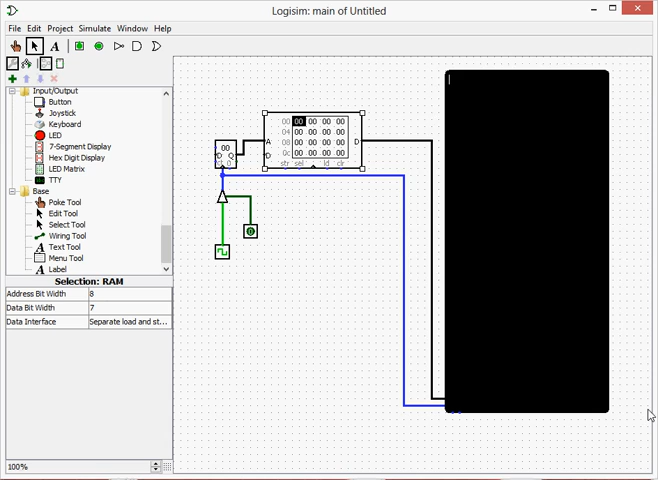 Logisim: main of Untitled
File Edit Project Simulate Window Help
A
Input/Output
Button
Joystick
Keyboard
LED
7-Segment Display
Hex Digit Display
LED Matrix
TTY
Base
Poke Tool
Edit Tool
Select Tool
Wiring Tool
A Text Tool
Menu Tool
Label
Selection: RAM
Address Bit Width 8
Data Bit Width 7
Data Interface Separate load and st...
100%
00
D Q
00 00 00 00 00
04 00 00 00 00
08 00 00 00 00
0c 00 00 00 00
A D
D
str sel ld clr
0